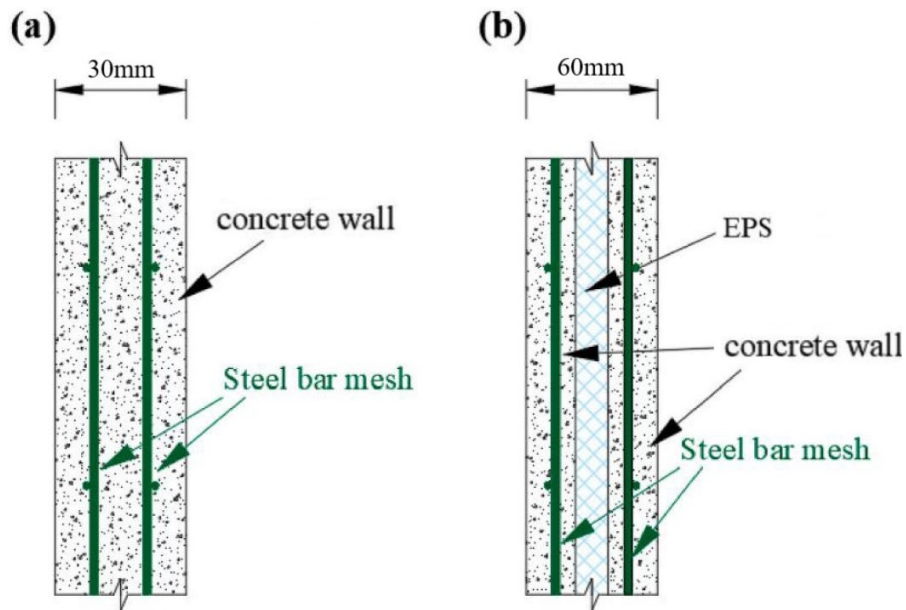 (a)
30mm
concrete wall
Steel bar mesh
(b)
60mm
EPS
concrete wall
Steel bar mesh